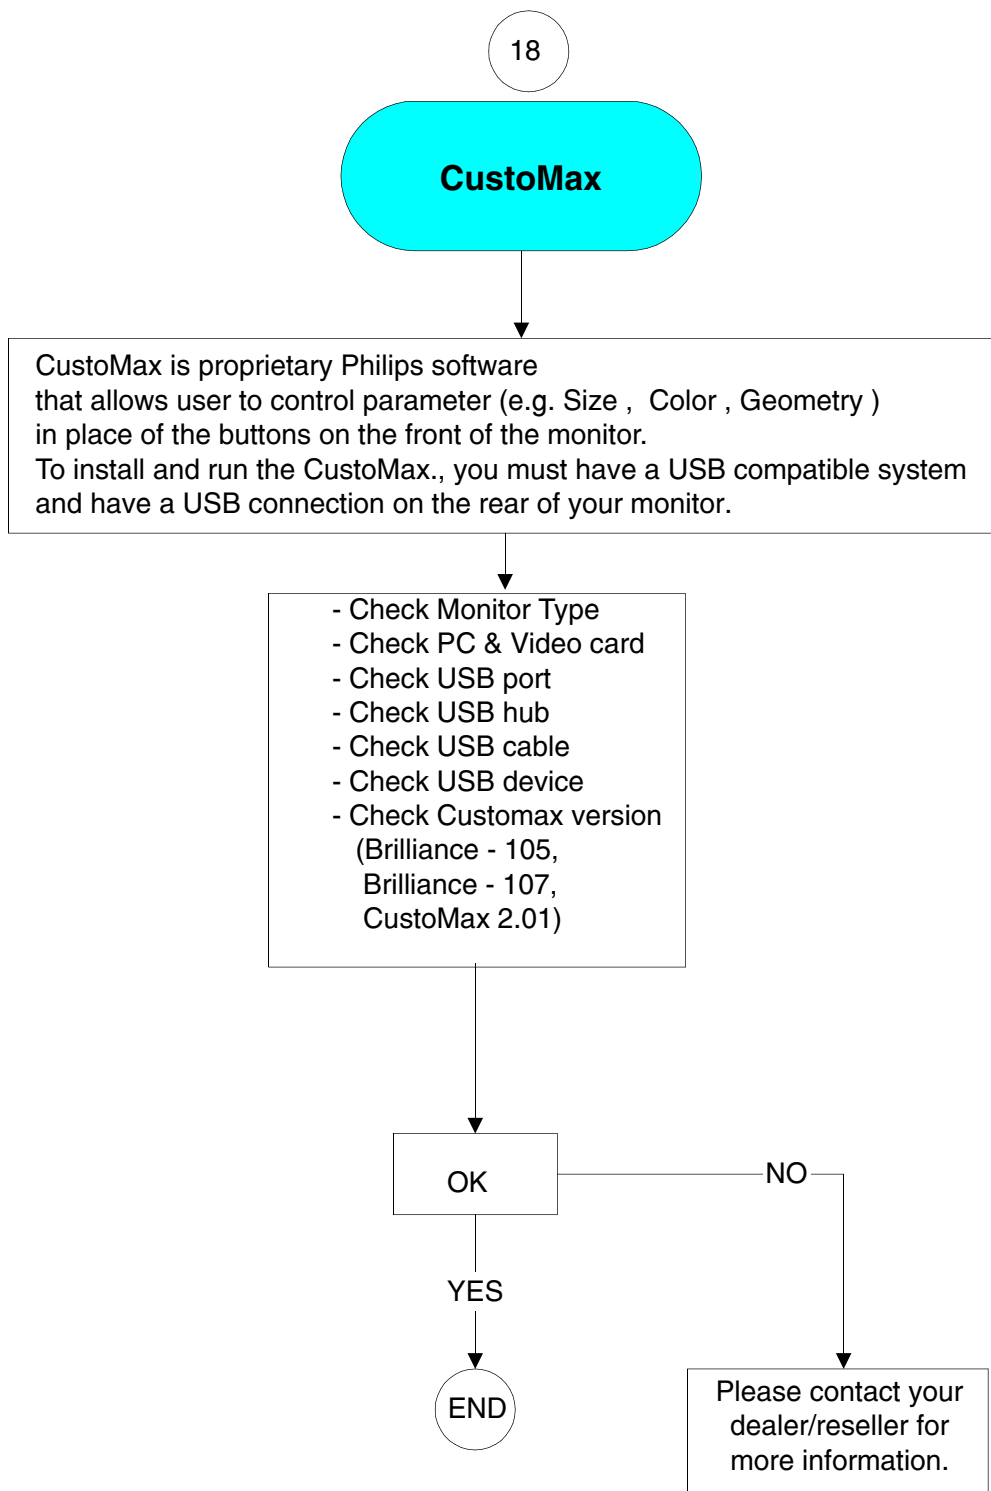 18
CustoMax
CustoMax is proprietary Philips software
that allows user to control parameter (e.g. Size , Color , Geometry )
in place of the buttons on the front of the monitor.
To install and run the CustoMax., you must have a USB compatible system
and have a USB connection on the rear of your monitor.
- Check Monitor Type
- Check PC & Video card
- Check USB port
- Check USB hub
- Check USB cable
- Check USB device
- Check Customax version
(Brilliance - 105,
Brilliance - 107,
CustoMax 2.01)
OK
NO
YES
END
Please contact your
dealer/reseller for
more information.